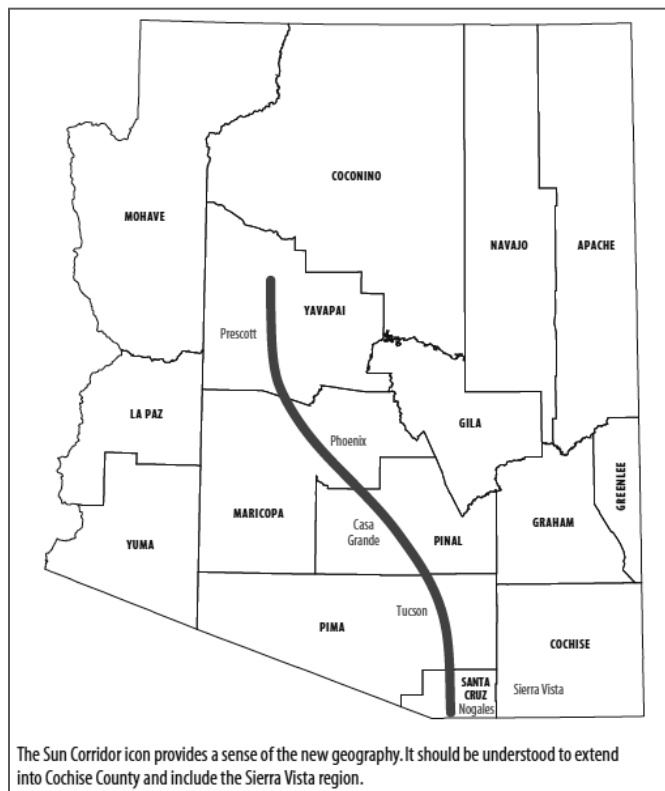 COCONINO
MOHAVE
NAVAJO
APACHE
YAVAPAI
Prescott
LA PAZ
GILA
Phoenix
GREENLEE
MARICOPA
Casa
Grande
PINAL
GRAHAM
YUMA
Tucson
PIMA
COCHISE
SANTA
CRUZ
Nogales
Sierra Vista
The Sun Corridor icon provides a sense of the new geography. It should be understood to extend
into Cochise County and include the Sierra Vista region.